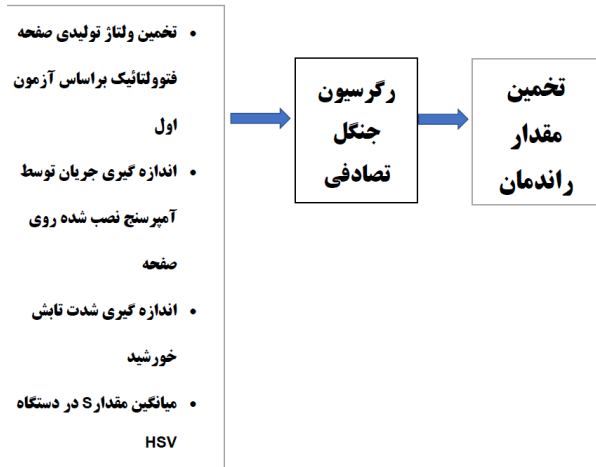 • تخمین ولتاژ تولیدی صفحه
فتوولتائیک براساس آزمون
اول
• اندازه گیری جریان توسط
آمپرسنج نصب شده روی
صفحه
• اندازه گیری شدت تابش
خورشید
• میانگین مقدار S در دستگاه
HSV
رگرسیون
جنگل
تصادفی
تخمین
مقدار
راندمان